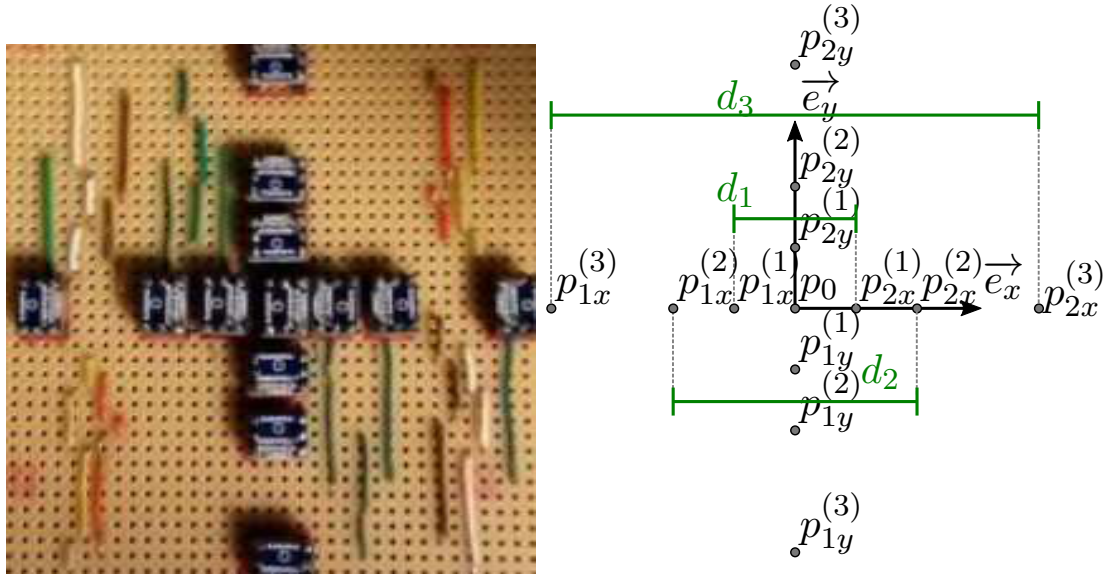 p_{2y}^{(3)}
\overrightarrow{e_y}
d_3
p_{2y}^{(2)}
d_1
p_{2y}^{(1)}
p_{1x}^{(3)} p_{1x}^{(2)} p_{1x}^{(1)} p_0 p_{2x}^{(1)} p_{2x}^{(2)} \overrightarrow{e_x} p_{2x}^{(3)}
p_{1y}^{(1)}
d_2
p_{1y}^{(2)}
p_{1y}^{(3)}